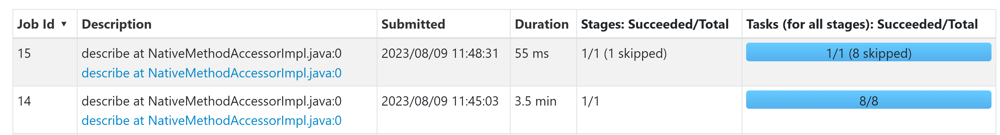 Job Id ▼ Description Submitted Duration Stages: Succeeded/Total Tasks (for all stages): Succeeded/Total
15 describe at NativeMethodAccessorImpl.java:0 2023/08/09 11:48:31 55 ms 1/1 (1 skipped) 1/1 (8 skipped)
describe at NativeMethodAccessorImpl.java:0
14 describe at NativeMethodAccessorImpl.java:0 2023/08/09 11:45:03 3.5 min 1/1 8/8
describe at NativeMethodAccessorImpl.java:0